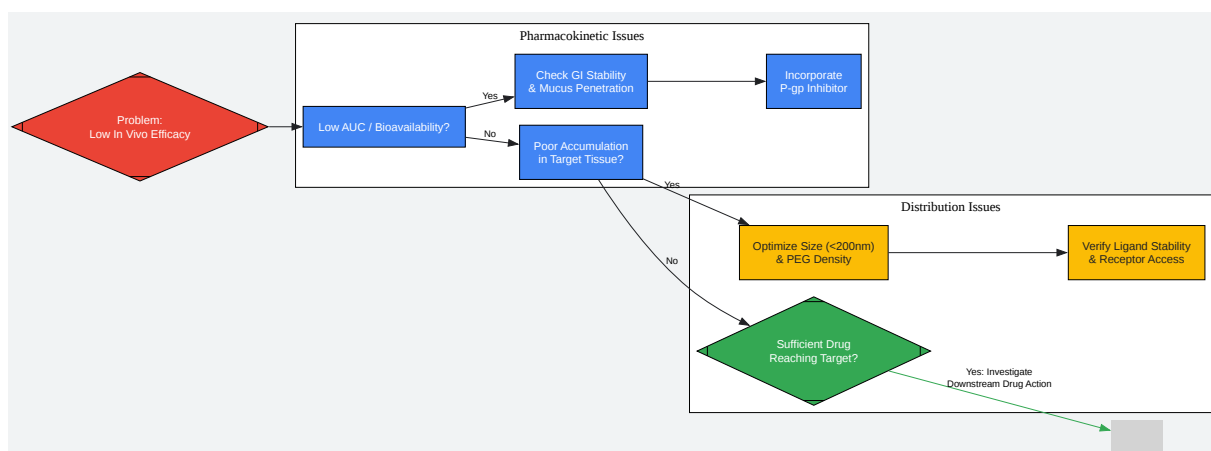 Pharmacokinetic Issues
Problem:
Low In Vivo Efficacy
Low AUC / Bioavailability?
Yes
No
Check GI Stability
& Mucus Penetration
Incorporate
P-gp Inhibitor
Poor Accumulation
in Target Tissue?
Yes
No
Distribution Issues
Optimize Size (<200nm)
& PEG Density
Verify Ligand Stability
& Receptor Access
Sufficient Drug
Reaching Target?
Yes: Investigate
Downstream Drug Action